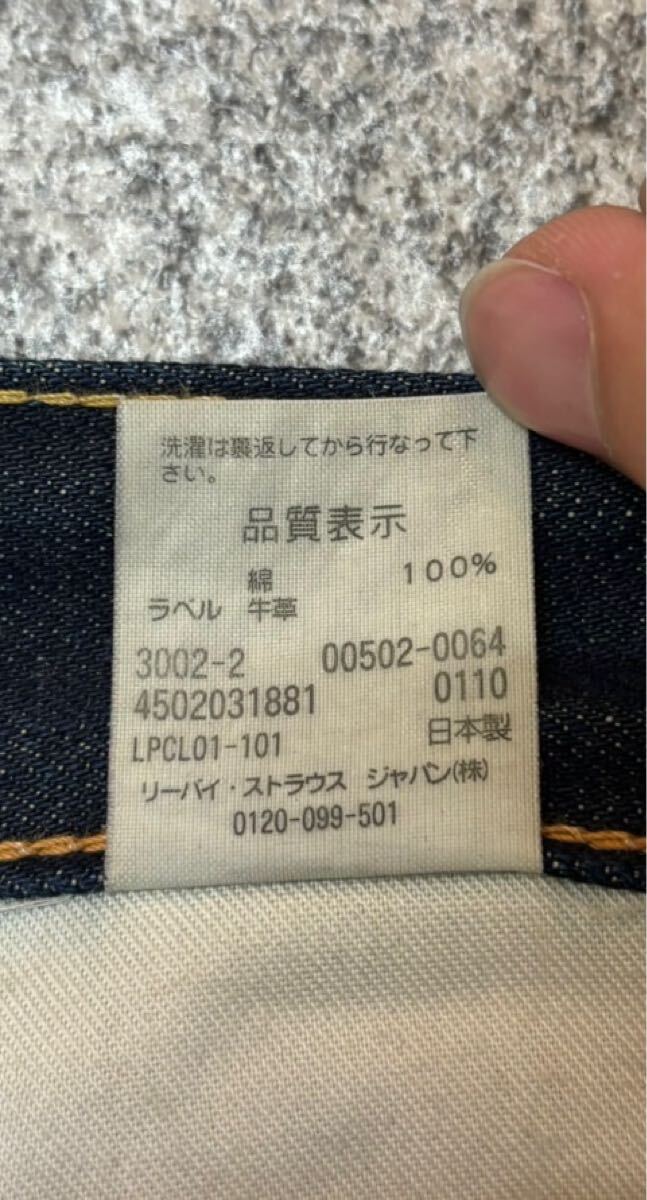 洗濯は裏返してから行なって下
さい。
品質表示
綿 100%
ラベル 牛革
3002-2 00502-0064
4502031881 0110
LPCL01-101 日本製
リーバイ・ストラウス ジャパン(株)
0120-099-501